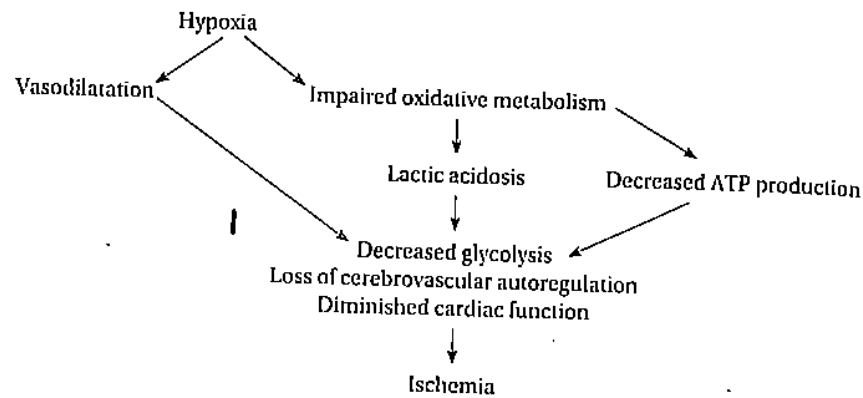 Hypoxia
Vasodilatation
Impaired oxidative metabolism
Lactic acidosis
Decreased ATP production
Decreased glycolysis
Loss of cerebrovascular autoregulation
Diminished cardiac function
Ischemia